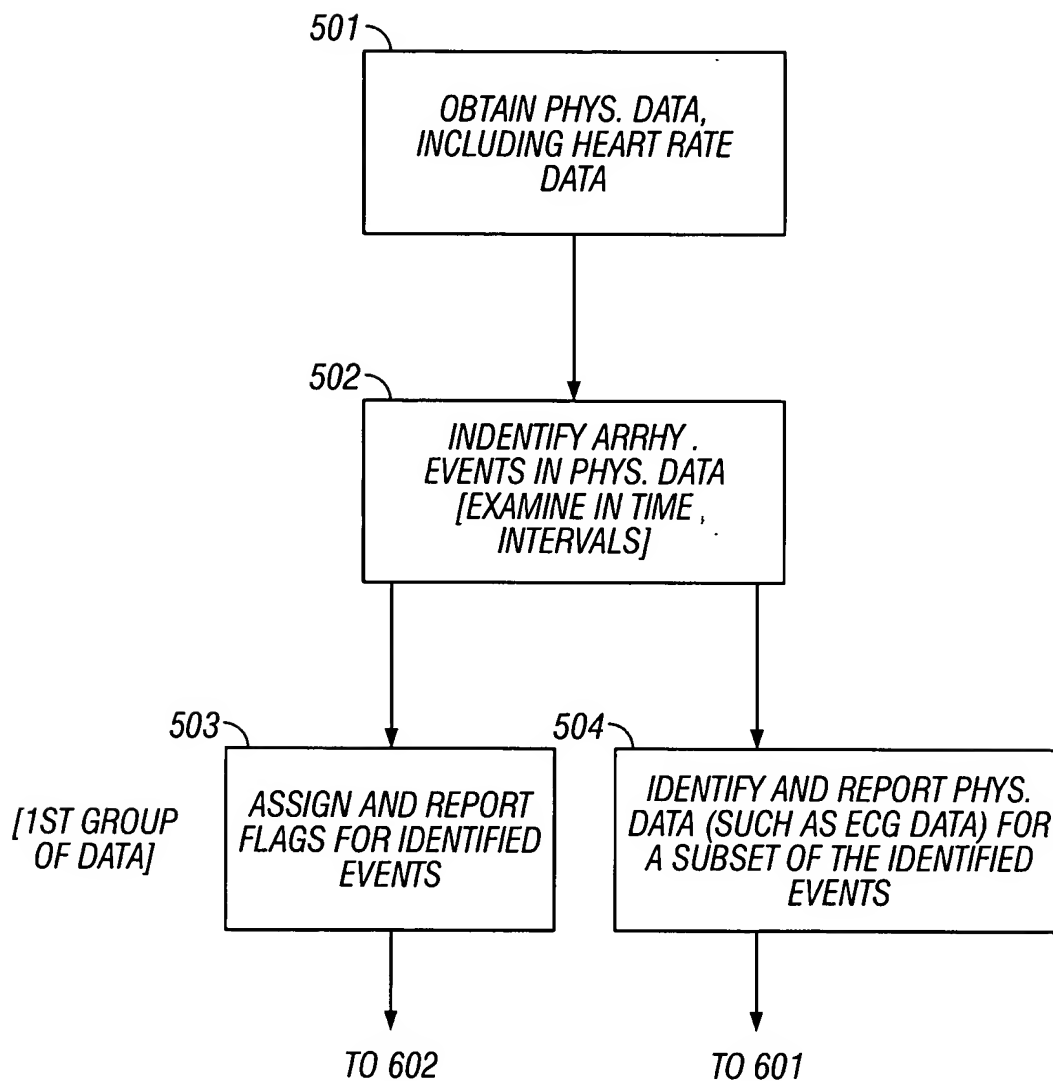 501
OBTAIN PHYS. DATA,
INCLUDING HEART RATE
DATA
502
INDENTIFY ARRHY.
EVENTS IN PHYS. DATA
[EXAMINE IN TIME
INTERVALS]
503
ASSIGN AND REPORT
FLAGS FOR IDENTIFIED
EVENTS
[1ST GROUP
OF DATA]
504
IDENTIFY AND REPORT PHYS.
DATA (SUCH AS ECG DATA) FOR
A SUBSET OF THE IDENTIFIED
EVENTS
TO 602
TO 601